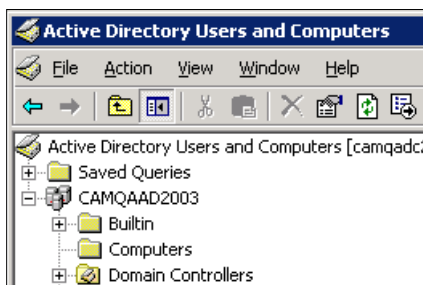 Active Directory Users and Computers
File Action View Window Help
Active Directory Users and Computers [camqadc2
Saved Queries
CAMQAAD2003
Builtin
Computers
Domain Controllers